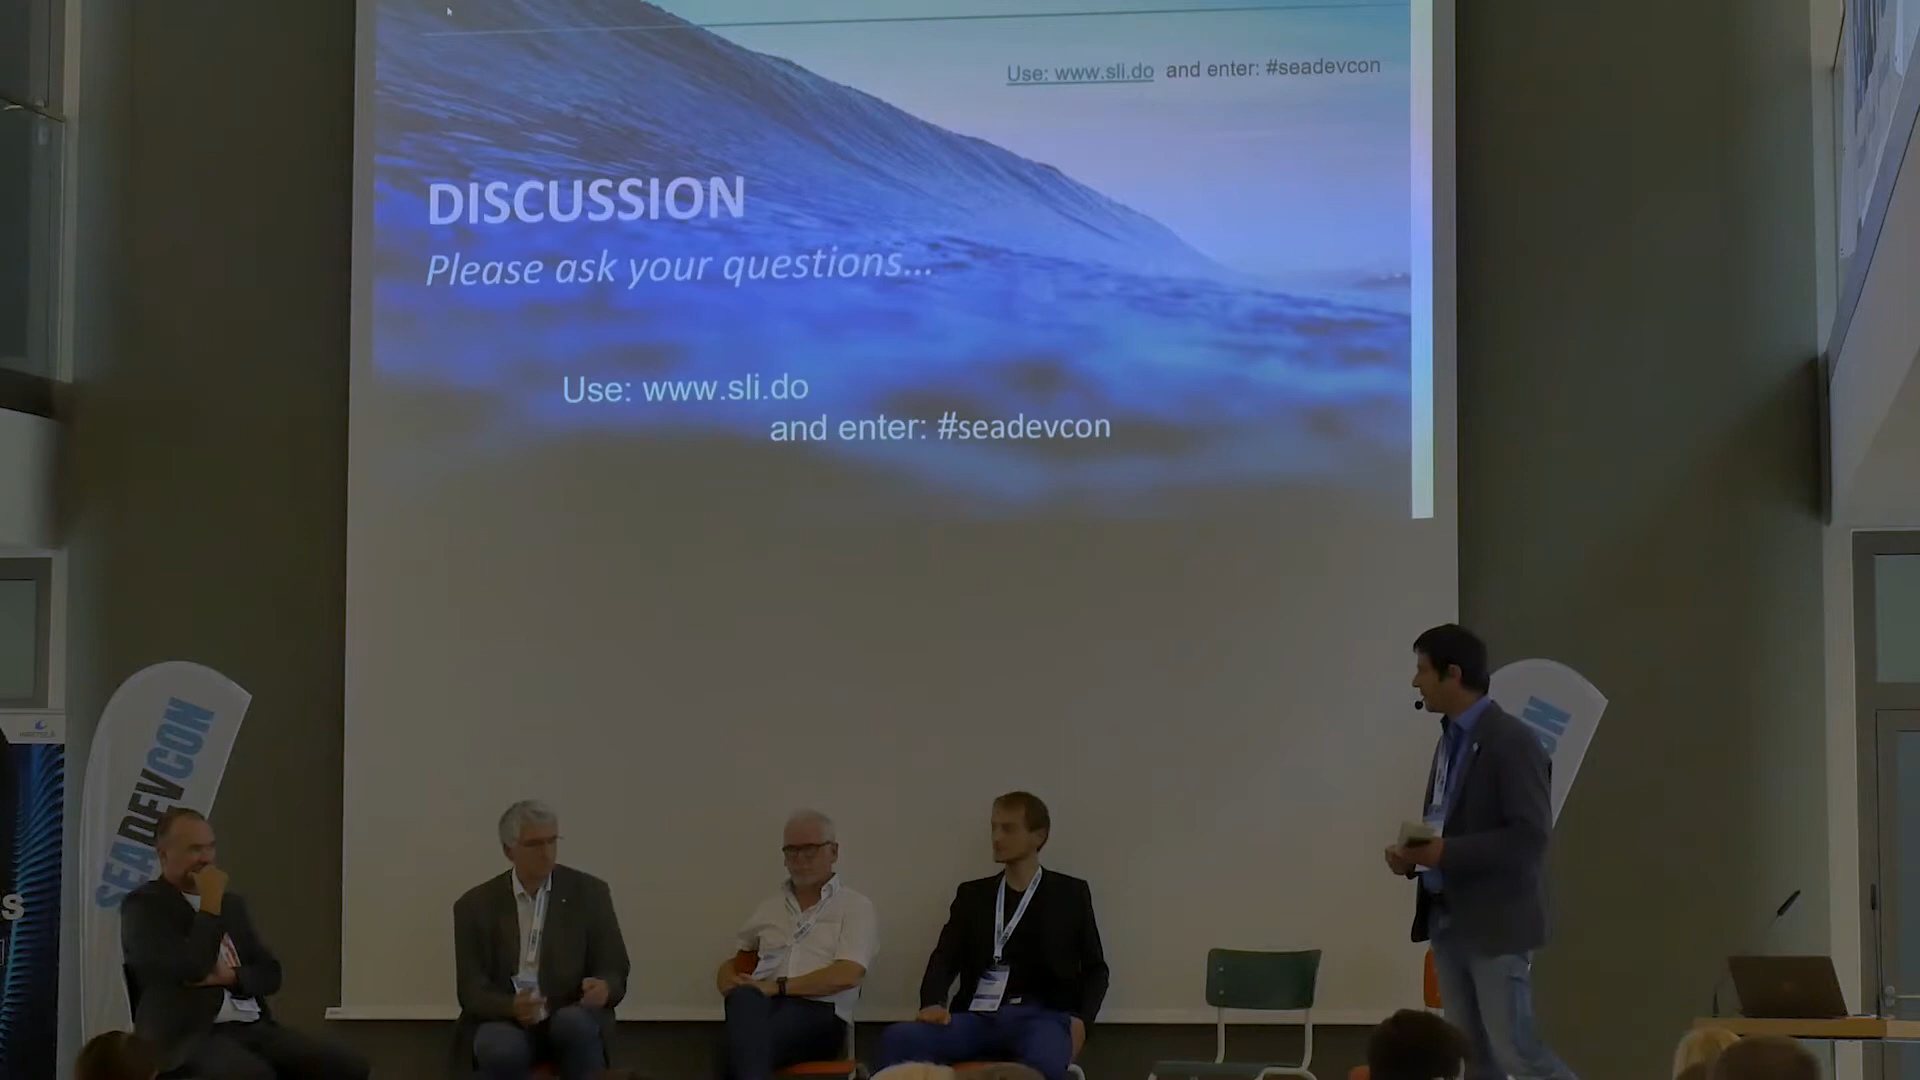 Use: www.sli.do and enter: #seadevcon
DISCUSSION
Please ask your questions...
Use: www.sli.do
and enter: #seadevcon
SEADEVCON
CON
S